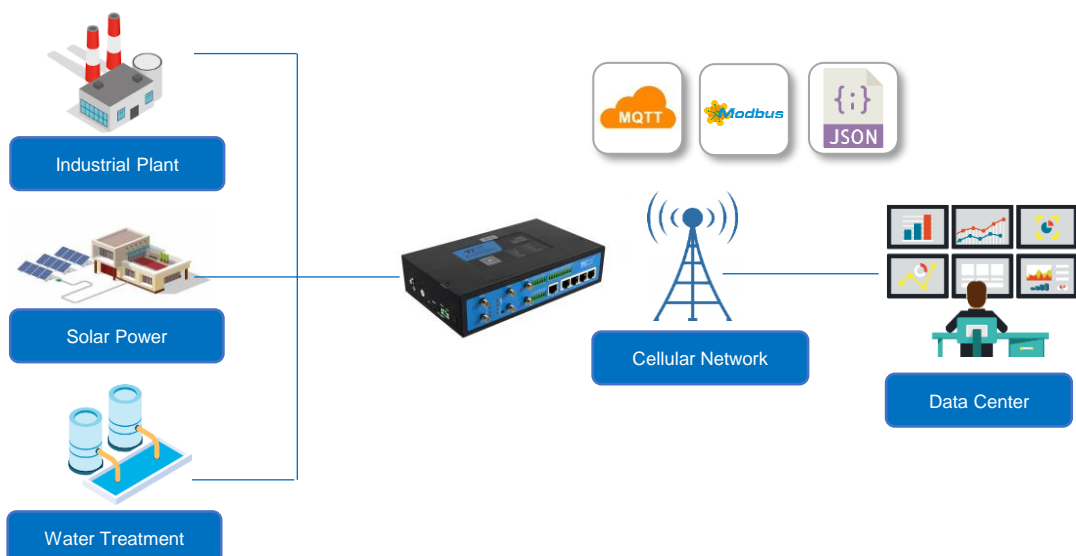 MQTT
Modbus
{;}
JSON
Industrial Plant
Solar Power
Cellular Network
Data Center
Water Treatment